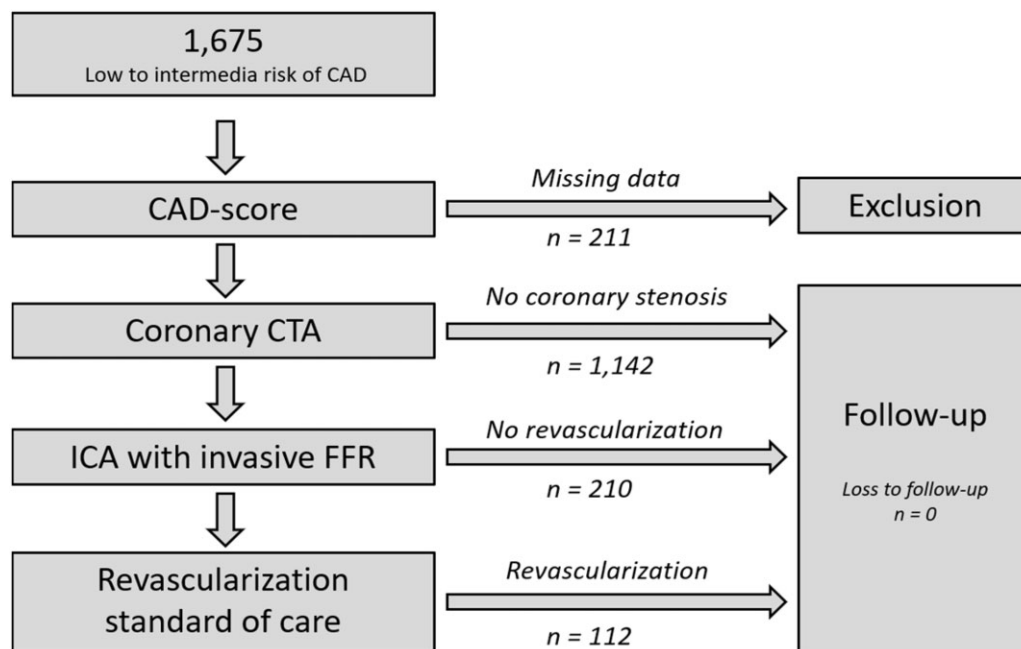 1,675
Low to intermedia risk of CAD
CAD-score
Missing data
n = 211
Exclusion
Coronary CTA
No coronary stenosis
n = 1,142
ICA with invasive FFR
No revascularization
n = 210
Follow-up
Loss to follow-up
n = 0
Revascularization
standard of care
Revascularization
n = 112